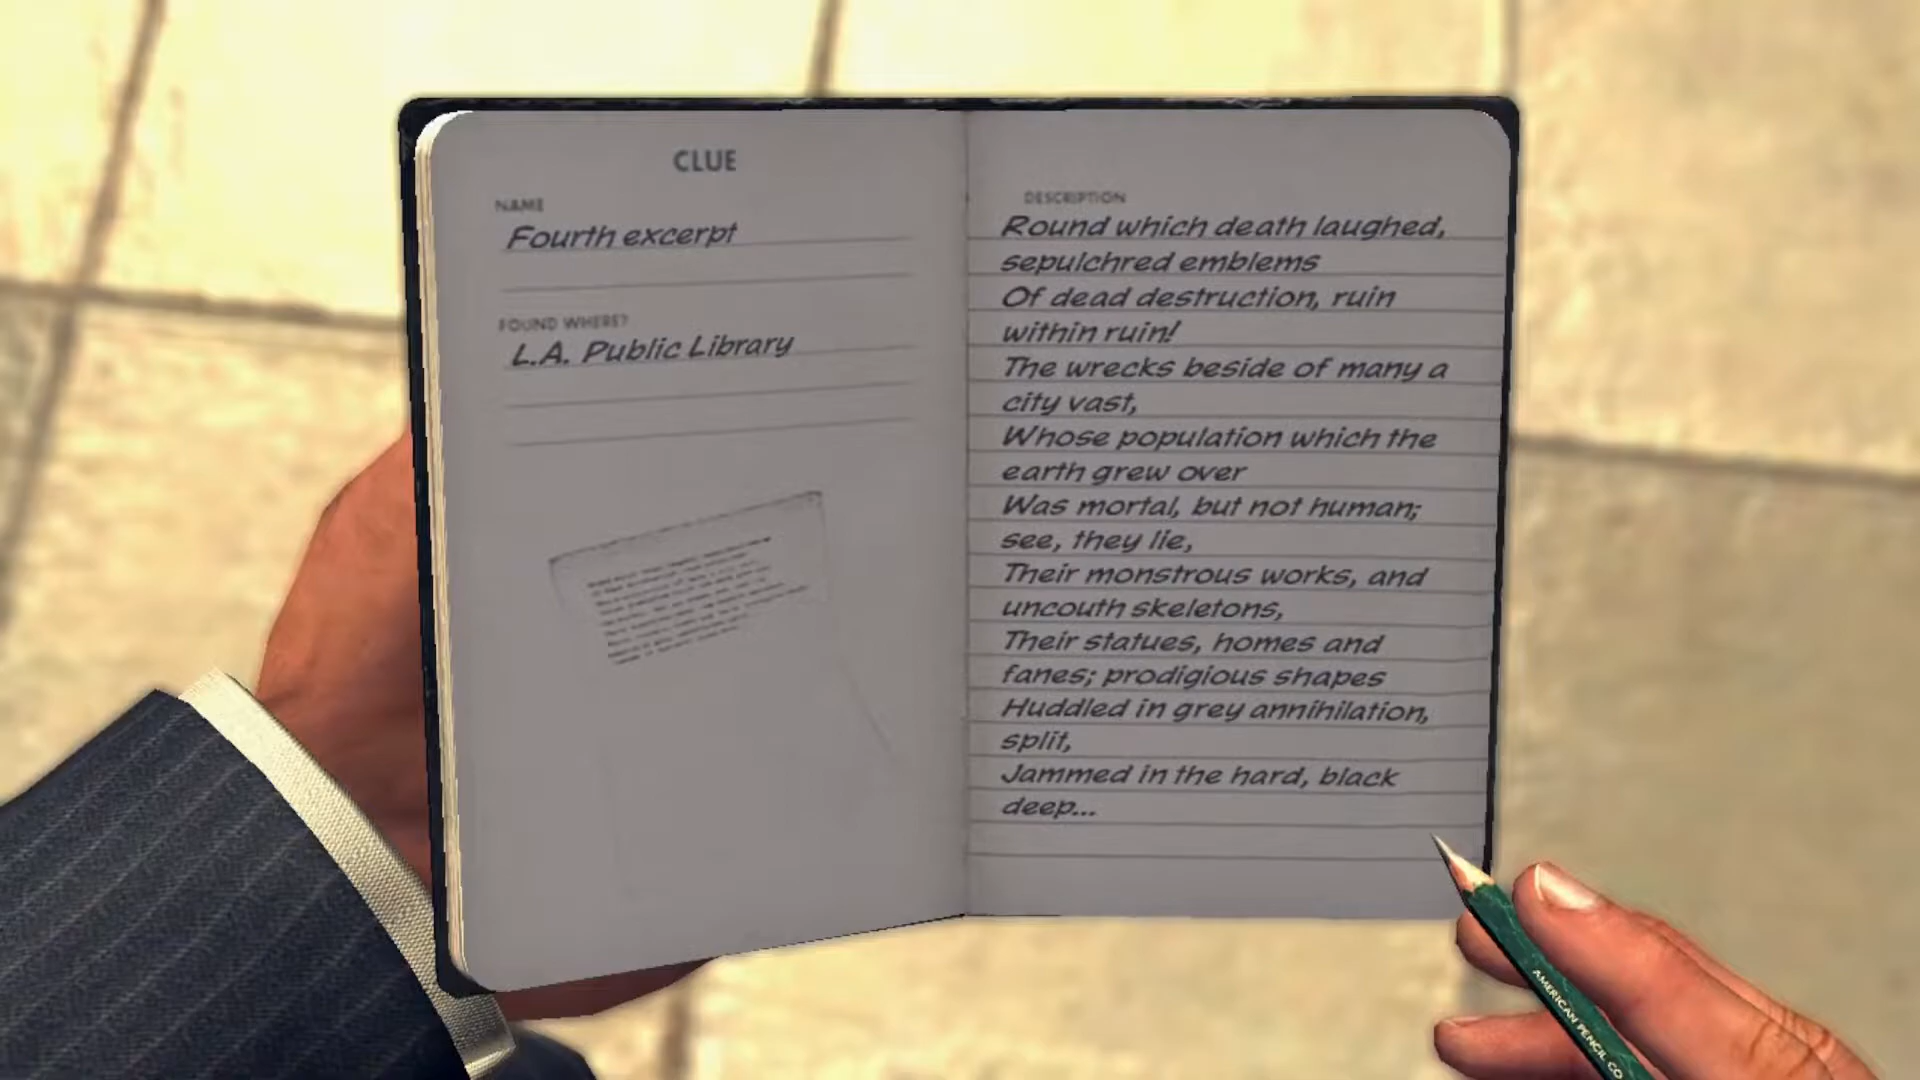 CLUE
NAME
Fourth excerpt
FOUND WHERE?
L.A. Public Library
DESCRIPTION
Round which death laughed,
sepulchred emblems
Of dead destruction, ruin
within ruin!
The wrecks beside of many a
city vast,
Whose population which the
earth grew over
Was mortal, but not human;
see, they lie,
Their monstrous works, and
uncouth skeletons,
Their statues, homes and
fanes; prodigious shapes
Huddled in grey annihilation,
split,
Jammed in the hard, black
deep...
AMERICAN PENCIL CO